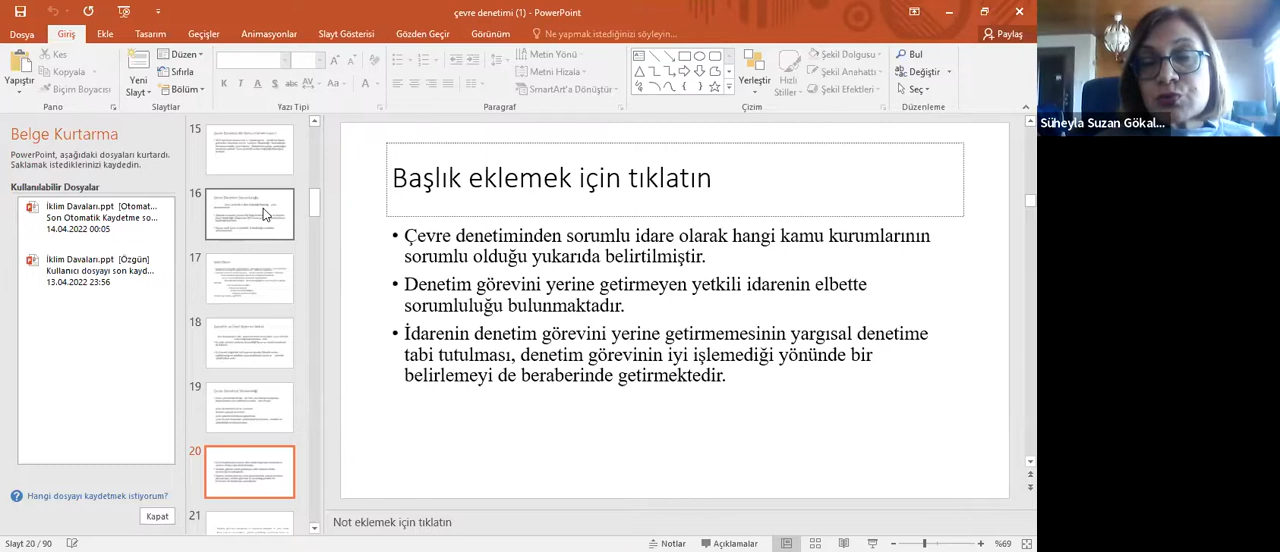 çevre denetimi (1) - PowerPoint
Dosya Giriş Ekle Tasarım Geçişler Animasyonlar Slayt Gösterisi Gözden Geçir Görünüm Ne yapmak istediğinizi söyleyin... Paylaş
Yapıştır
Kes
Kopyala
Biçim Boyacısı
Pano
Yeni
Slayt
Düzen
Sıfırla
Bölüm
Slaytlar
K T A S abc AV Aa A
Yazı Tipi
Metin Yönü
Metni Hizala
SmartArt'a Dönüştür
Paragraf
Yerleştir
Hızlı
Stiller
Şekil Dolgusu
Şekil Anahattı
Şekil Efektleri
Çizim
Bul
Değiştir
Seç
Düzenleme
Belge Kurtarma
PowerPoint, aşağıdaki dosyaları kurtardı.
Saklamak istediklerinizi kaydedin.
Kullanılabilir Dosyalar
İklim Davaları.ppt [Otomat...
Son Otomatik Kaydetme so...
14.04.2022 00:05
İklim Davaları.ppt [Özgün]
Kullanıcı dosyayı son kayd...
13.04.2022 23:56
Hangi dosyayı kaydetmek istiyorum?
Kapat
15
16
17
18
19
20
21
Başlık eklemek için tıklatın
• Çevre denetiminden sorumlu idare olarak hangi kamu kurumların
sorumlu olduğu yukarıda belirtilmiştir.
• Denetim görevini yerine getirmeyen yetkili idarenin elbette
sorumluluğu bulunmaktadır.
• İdarenin denetim görevini yerine getirmemesinin yargısal denetime
tabi tutulması, denetim görevinin iyi işlemediği yönünde bir
belirlemeyi de beraberinde getirmektedir.
Not eklemek için tıklatın
Slayt 20 / 90
Notlar
Açıklamalar
%69
Süheyla Suzan Gökal...